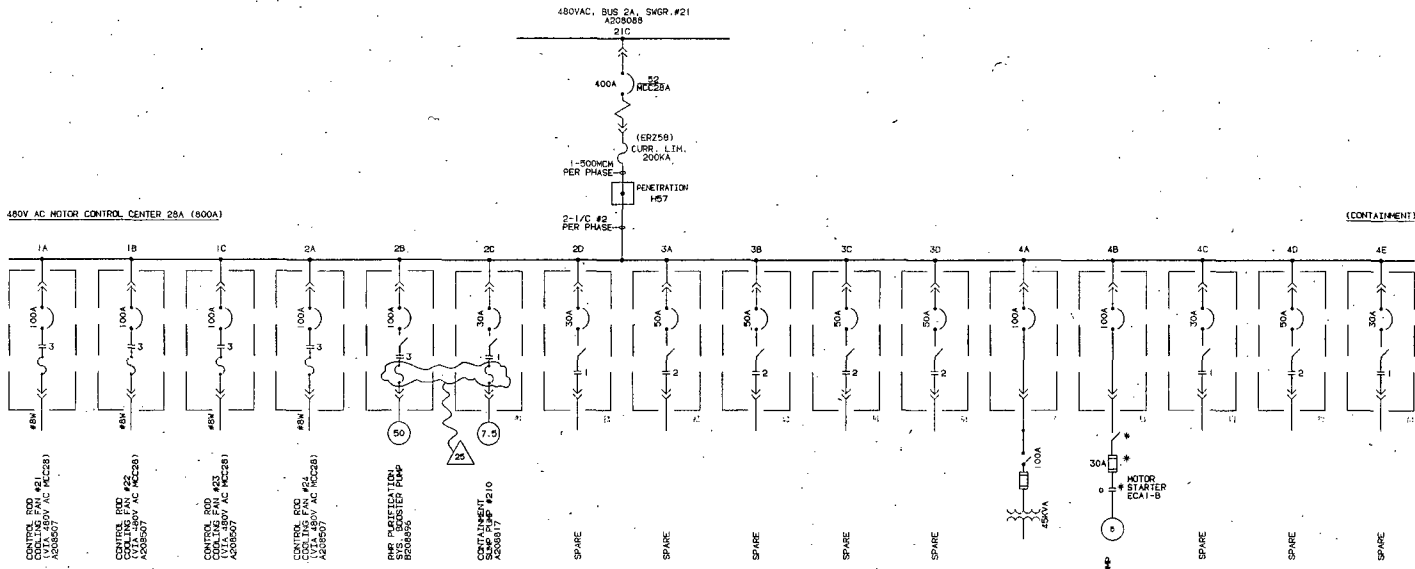 480VAC, BUS 2A, SWGR.#21
A208088
21C
400A
52
MCC28A
(ERZ58)
CURR. LIM.
200KA
1-500MCM
PER PHASE
PENETRATION
H57
2-1/C #2
PER PHASE
480V AC MOTOR CONTROL CENTER 28A (800A)
(CONTAINMENT)
1A 1B 1C 2A 2B 2C 2D 3A 3B 3C 3D 4A 4B 4C 4D 4E
100A 100A 100A 100A 100A 30A 30A 50A 50A 50A 50A 100A 100A 30A 50A 30A
3 3 3 3 3 1 1 2 2 2 2 1 2 1
#8W #8W #8W #8W
50
7.5
25
100A
45KVA
*
30A
*
0
* MOTOR
STARTER
ECA1-B
CONTROL ROD
COOLING FAN #21
(VIA 480V AC MCC28)
A208507
CONTROL ROD
COOLING FAN #22
(VIA 480V AC MCC28)
A208507
CONTROL ROD
COOLING FAN #23
(VIA 480V AC MCC28)
A208507
CONTROL ROD
COOLING FAN #24
(VIA 480V AC MCC28)
A208507
RHR PURIFICATION
SYS. BOOSTER PUMP
B208896
CONTAINMENT
SUMP PUMP #210
A208817
SPARE
SPARE
SPARE
SPARE
SPARE
SPARE
SPARE
SPARE